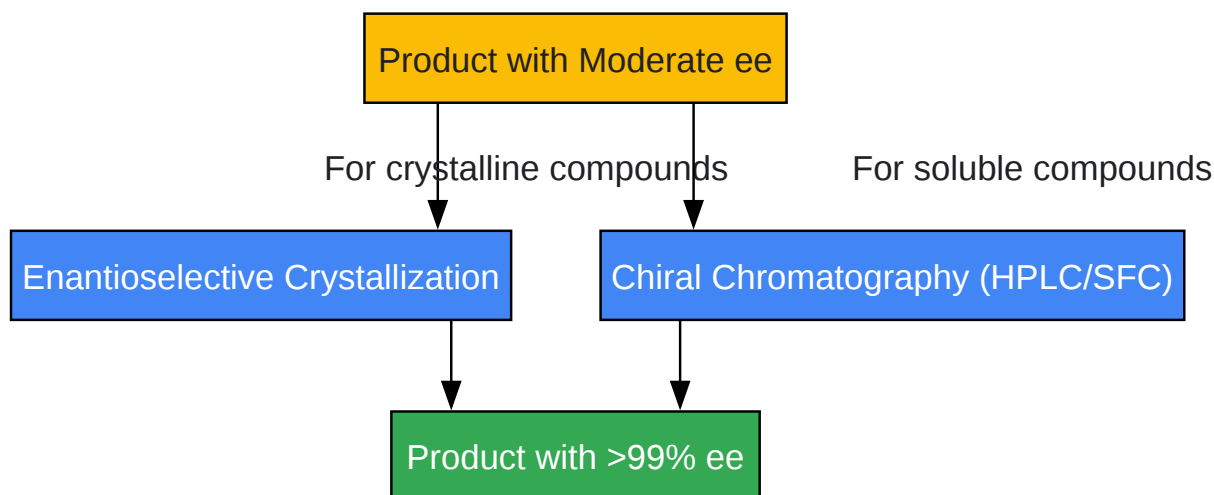 Product with Moderate ee
For crystalline compounds
For soluble compounds
Enantioselective Crystallization
Chiral Chromatography (HPLC/SFC)
Product with >99% ee